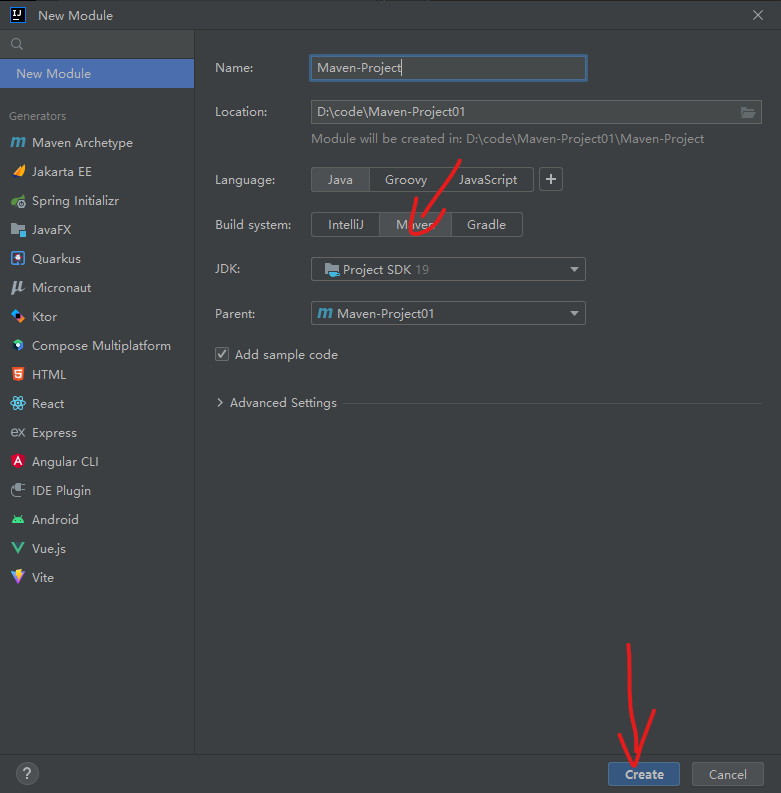 New Module
New Module
Generators
Maven Archetype
Jakarta EE
Spring Initializr
JavaFX
Quarkus
Micronaut
Ktor
Compose Multiplatform
HTML
React
Express
Angular CLI
IDE Plugin
Android
Vue.js
Vite
Name: Maven-Project
Location: D:\code\Maven-Project01
Module will be created in: D:\code\Maven-Project01\Maven-Project
Language: Java Groovy JavaScript +
Build system: IntelliJ Maven Gradle
JDK: Project SDK 19
Parent: Maven-Project01
Add sample code
Advanced Settings
? Create Cancel